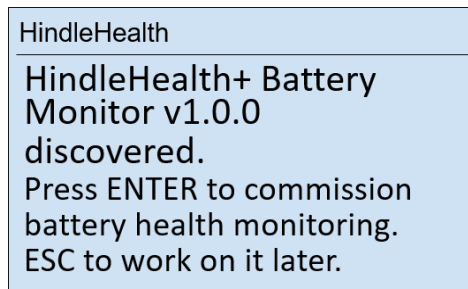 HindleHealth
HindleHealth+ Battery
Monitor v1.0.0
discovered.
Press ENTER to commission
battery health monitoring.
ESC to work on it later.